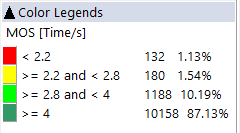 Color Legends
MOS [Time/s]
< 2.2 132 1.13%
>= 2.2 and < 2.8 180 1.54%
>= 2.8 and < 4 1188 10.19%
>= 4 10158 87.13%